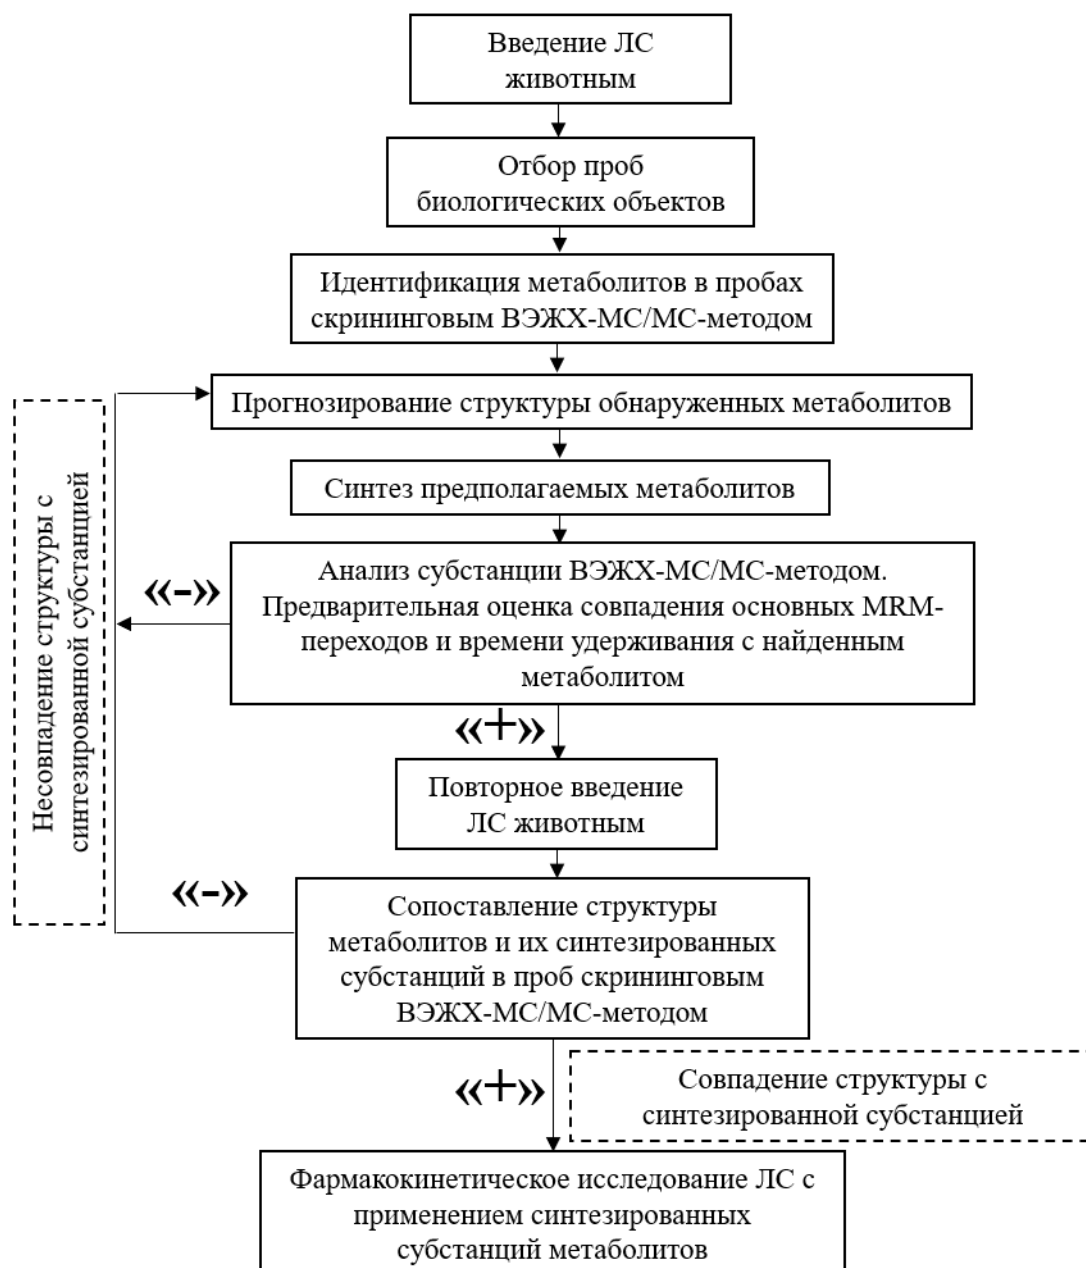 Введение ЛС
животным
Отбор проб
биологических объектов
Идентификация метаболитов в пробах
скрининговым ВЭЖХ-МС/МС-методом
Прогнозирование структуры обнаруженных метаболитов
Синтез предполагаемых метаболитов
Анализ субстанции ВЭЖХ-МС/МС-методом.
Предварительная оценка совпадения основных MRM-
переходов и времени удерживания с найденным
метаболитом
«-»
Несовпадение структуры с
синтезированной субстанцией
«+»
Повторное введение
ЛС животным
«-»
Сопоставление структуры
метаболитов и их синтезированных
субстанций в проб скрининговым
ВЭЖХ-МС/МС-методом
«+»
Совпадение структуры с
синтезированной субстанцией
Фармакокинетическое исследование ЛС с
применением синтезированных
субстанций метаболитов